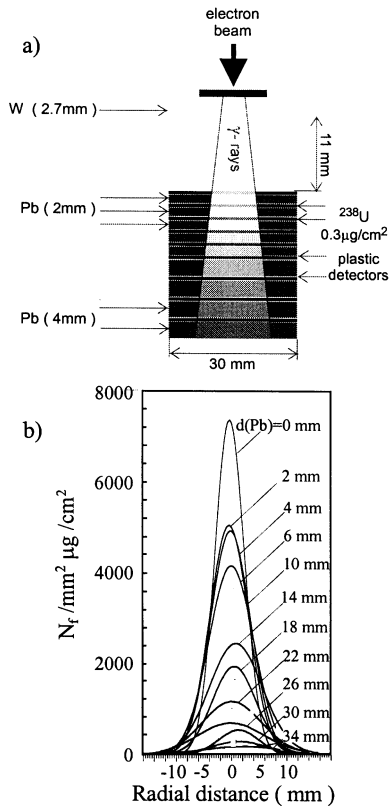 electron
beam
a)
W ( 2.7mm)
γ- rays
11 mm
Pb ( 2mm )
238U
0.3μg/cm2
plastic
detectors
Pb ( 4mm )
30 mm
b)
8000
6000
4000
2000
0
Nf /mm2 μg /cm2
d(Pb)=0 mm
2 mm
4 mm
6 mm
10 mm
14 mm
18 mm
22 mm
26 mm
30 mm
34 mm
-10 -5 0 5 10
Radial distance ( mm )